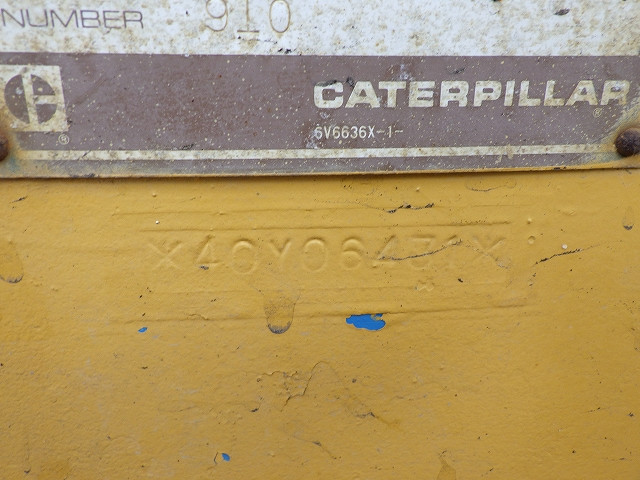 NUMBER 910
CATERPILLAR
6V6636X-1-
®